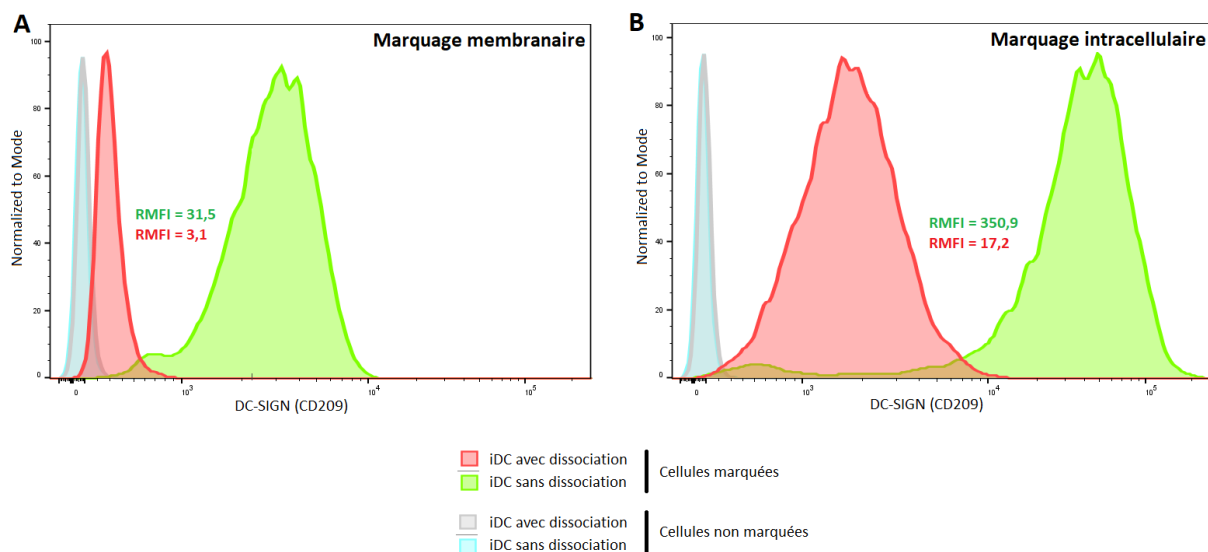 A
Marquage membranaire
Normalized to Mode
100
80
60
40
20
0
RMFI = 31,5
RMFI = 3,1
0
10³
10⁴
10⁵
DC-SIGN (CD209)
B
Marquage intracellulaire
Normalized to Mode
100
80
60
40
20
0
RMFI = 350,9
RMFI = 17,2
0
10³
10⁴
10⁵
DC-SIGN (CD209)
iDC avec dissociation
iDC sans dissociation
Cellules marquées
iDC avec dissociation
iDC sans dissociation
Cellules non marquées